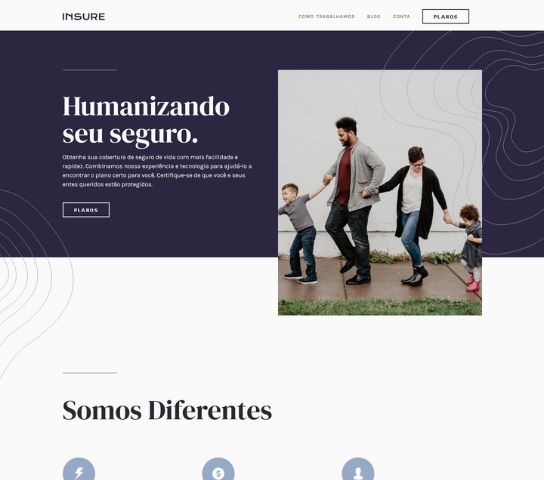 INSURE
COMO TRABALHAMOS BLOG CONTA PLANOS
Humanizando
seu seguro.
Obtenha sua cobertura de seguro de vida com mais facilidade e
rapidez. Combinamos nossa experiência e tecnologia para ajudá-lo a
encontrar o plano certo para você. Certifique-se de que você e seus
entes queridos estão protegidos.
PLANOS
Somos Diferentes